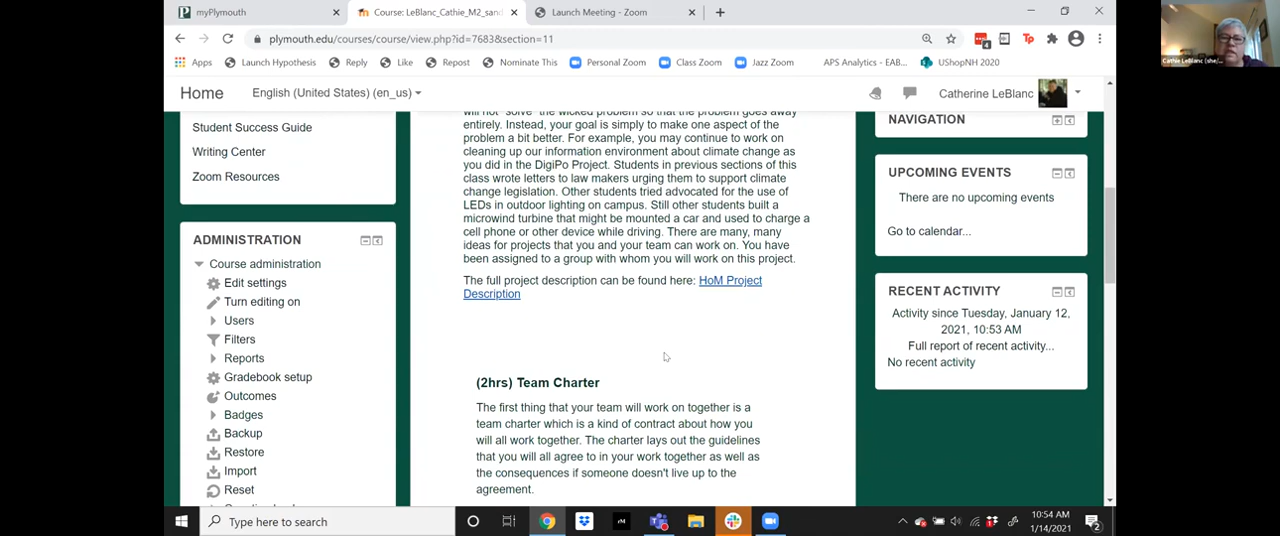 myPlymouth
Course: LeBlanc_Cathie_M2_sand
Launch Meeting - Zoom
plymouth.edu/courses/course/view.php?id=7683&section=11
Apps
Launch Hypothesis
Reply
Like
Repost
Nominate This
Personal Zoom
Class Zoom
Jazz Zoom
APS Analytics - EAB...
UShopNH 2020
Home
English (United States) (en_us)
Catherine LeBlanc
Student Success Guide
Writing Center
Zoom Resources
ADMINISTRATION
Course administration
Edit settings
Turn editing on
Users
Filters
Reports
Gradebook setup
Outcomes
Badges
Backup
Restore
Import
Reset
will not "solve" the wicked problem so that the problem goes away
entirely. Instead, your goal is simply to make one aspect of the
problem a bit better. For example, you may continue to work on
cleaning up our information environment about climate change as
you did in the DigiPo Project. Students in previous sections of this
class wrote letters to law makers urging them to support climate
change legislation. Other students tried advocated for the use of
LEDs in outdoor lighting on campus. Still other students built a
microwind turbine that might be mounted a car and used to charge a
cell phone or other device while driving. There are many, many
ideas for projects that you and your team can work on. You have
been assigned to a group with whom you will work on this project.
The full project description can be found here: HoM Project
Description
(2hrs) Team Charter
The first thing that your team will work on together is a
team charter which is a kind of contract about how you
will all work together. The charter lays out the guidelines
that you will all agree to in your work together as well as
the consequences if someone doesn't live up to the
agreement.
NAVIGATION
UPCOMING EVENTS
There are no upcoming events
Go to calendar...
RECENT ACTIVITY
Activity since Tuesday, January 12,
2021, 10:53 AM
Full report of recent activity...
No recent activity
Cathie LeBlanc (she/...
Type here to search
10:54 AM
1/14/2021